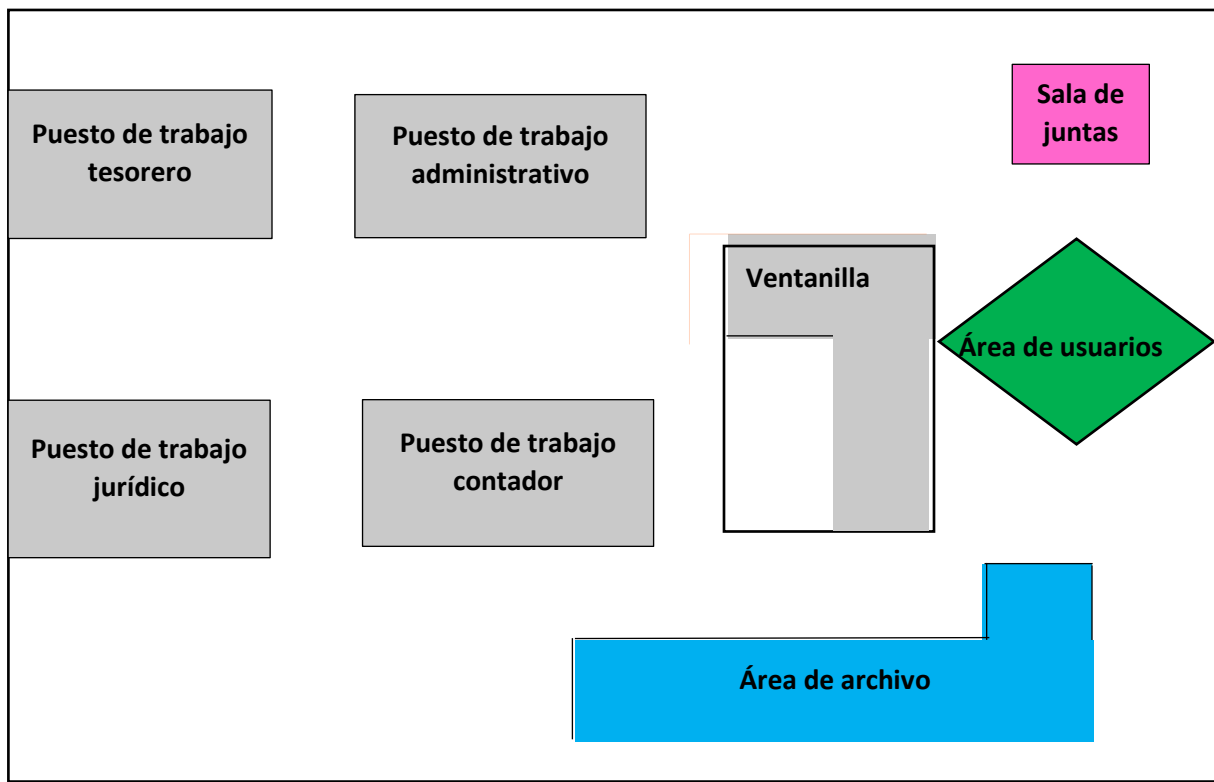 Puesto de trabajo
tesorero
Puesto de trabajo
administrativo
Sala de
juntas
Ventanilla
Área de usuarios
Puesto de trabajo
jurídico
Puesto de trabajo
contador
Área de archivo